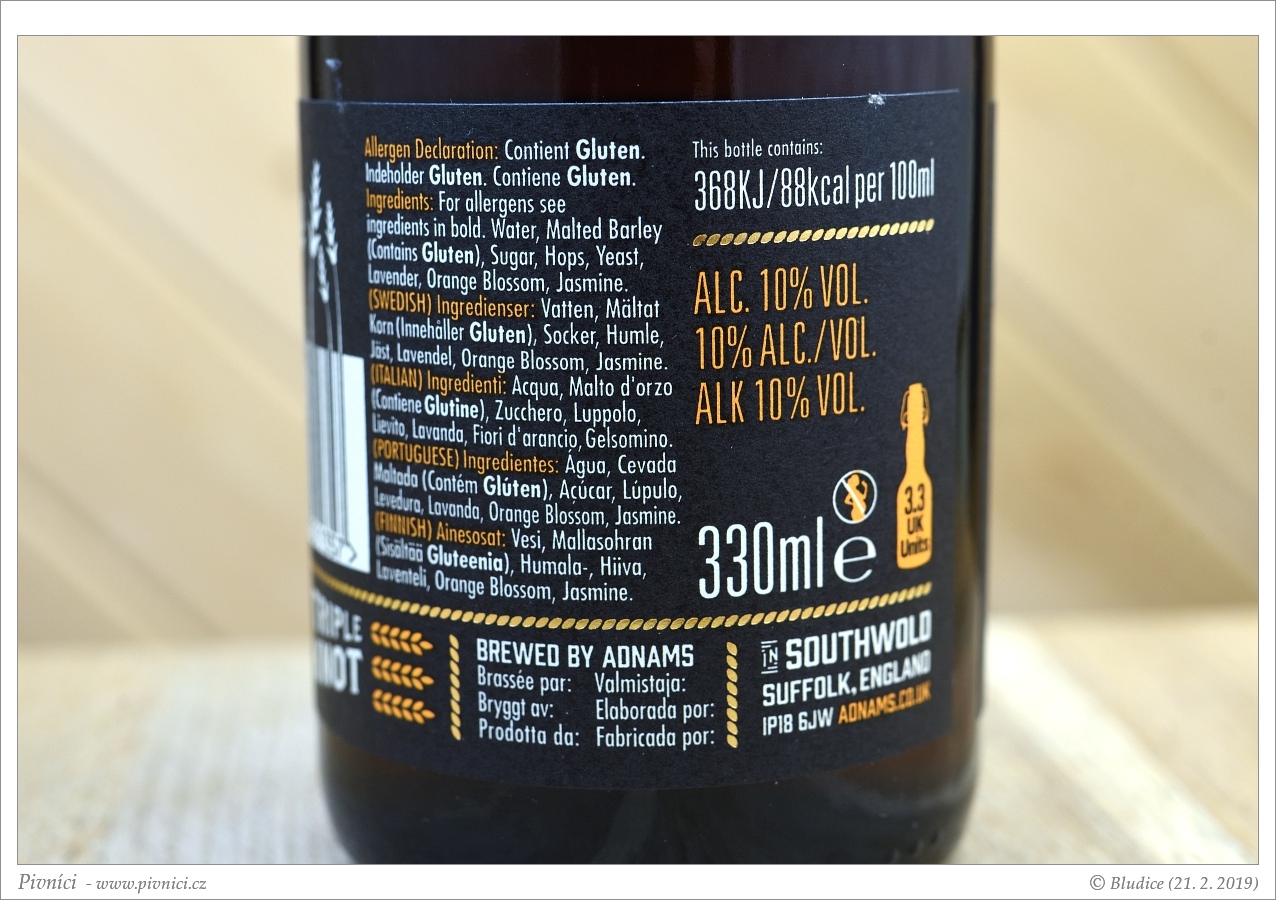 Allergen Declaration: Contient Gluten.
Indeholder Gluten. Contiene Gluten.
Ingredients: For allergens see
ingredients in bold. Water, Malted Barley
(Contains Gluten), Sugar, Hops, Yeast,
Lavender, Orange Blossom, Jasmine.
(SWEDISH) Ingredienser: Vatten, Mältat
Korn (Innehåller Gluten), Socker, Humle,
Jäst, Lavendel, Orange Blossom, Jasmine.
(ITALIAN) Ingredienti: Acqua, Malto d'orzo
(Contiene Glutine), Zucchero, Luppolo,
Lievito, Lavanda, Fiori d'arancio, Gelsomino.
(PORTUGUESE) Ingredientes: Água, Cevada
Maltada (Contém Glúten), Açúcar, Lúpulo,
Levedura, Lavanda, Orange Blossom, Jasmine.
(FINNISH) Ainesosat: Vesi, Mallasohran
(Sisältää Gluteenia), Humala-, Hiiva,
Laventeli, Orange Blossom, Jasmine.
This bottle contains:
368KJ/88kcal per 100ml
ALC. 10% VOL.
10% ALC./VOL.
ALK 10% VOL.
3.3
UK
Units
330ml e
TRIPLE
KNOT
BREWED BY ADNAMS
Brassée par: Valmistaja:
Bryggt av: Elaborada por:
Prodotta da: Fabricada por:
IN SOUTHWOLD
SUFFOLK, ENGLAND
IP18 6JW ADNAMS.CO.UK
Pivníci - www.pivnici.cz
© Bludice (21. 2. 2019)